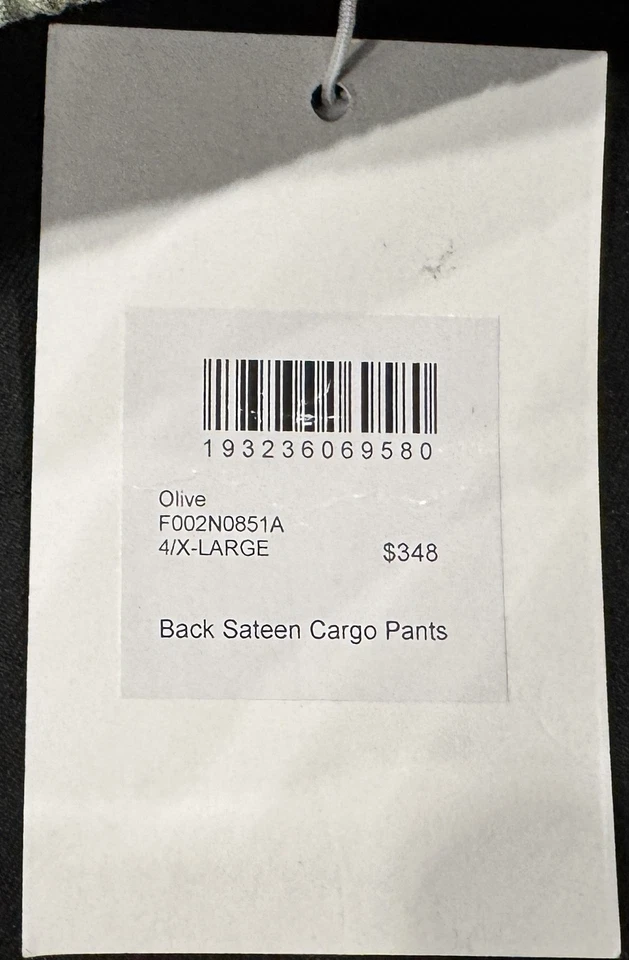 193236069580
Olive
F002N0851A
4/X-LARGE
$348
Back Sateen Cargo Pants